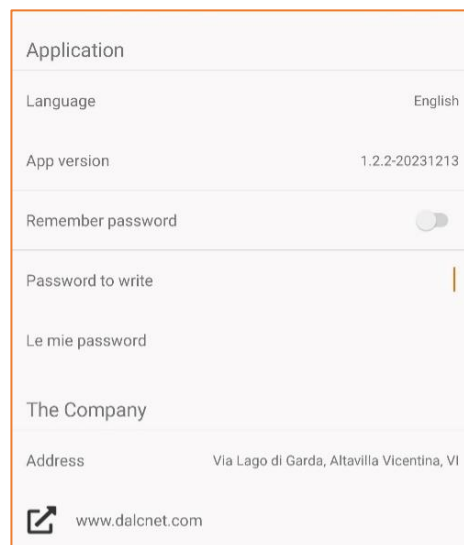 Application
Language English
App version 1.2.2-20231213
Remember password
Password to write
Le mie password
The Company
Address Via Lago di Garda, Altavilla Vicentina, VI
www.dalcnet.com